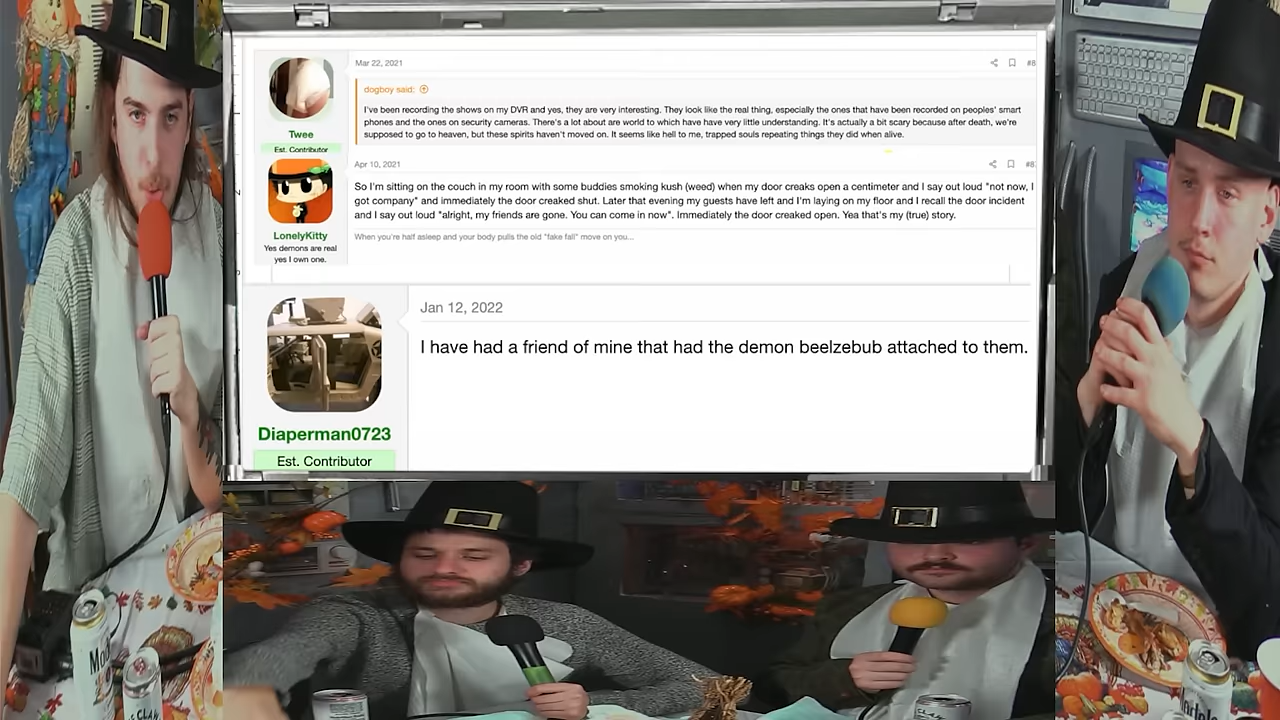 Mar 22, 2021
#8
dogboy said:
I've been recording the shows on my DVR and yes, they are very interesting. They look like the real thing, especially the ones that have been recorded on peoples' smart
phones and the ones on security cameras. There's a lot about are world to which have have very little understanding. It's actually a bit scary because after death, we're
supposed to go to heaven, but these spirits haven't moved on. It seems like hell to me, trapped souls repeating things they did when alive.
Twee
Est. Contributor
Apr 10, 2021
#8
So I'm sitting on the couch in my room with some buddies smoking kush (weed) when my door creaks open a centimeter and I say out loud "not now, I
got company" and immediately the door creaked shut. Later that evening my guests have left and I'm laying on my floor and I recall the door incident
and I say out loud "alright, my friends are gone. You can come in now". Immediately the door creaked open. Yea that's my (true) story.
When you're half asleep and your body pulls the old "fake fall" move on you...
LonelyKitty
Yes demons are real
yes I own one.
Jan 12, 2022
I have had a friend of mine that had the demon beelzebub attached to them.
Diaperman0723
Est. Contributor
CLAW